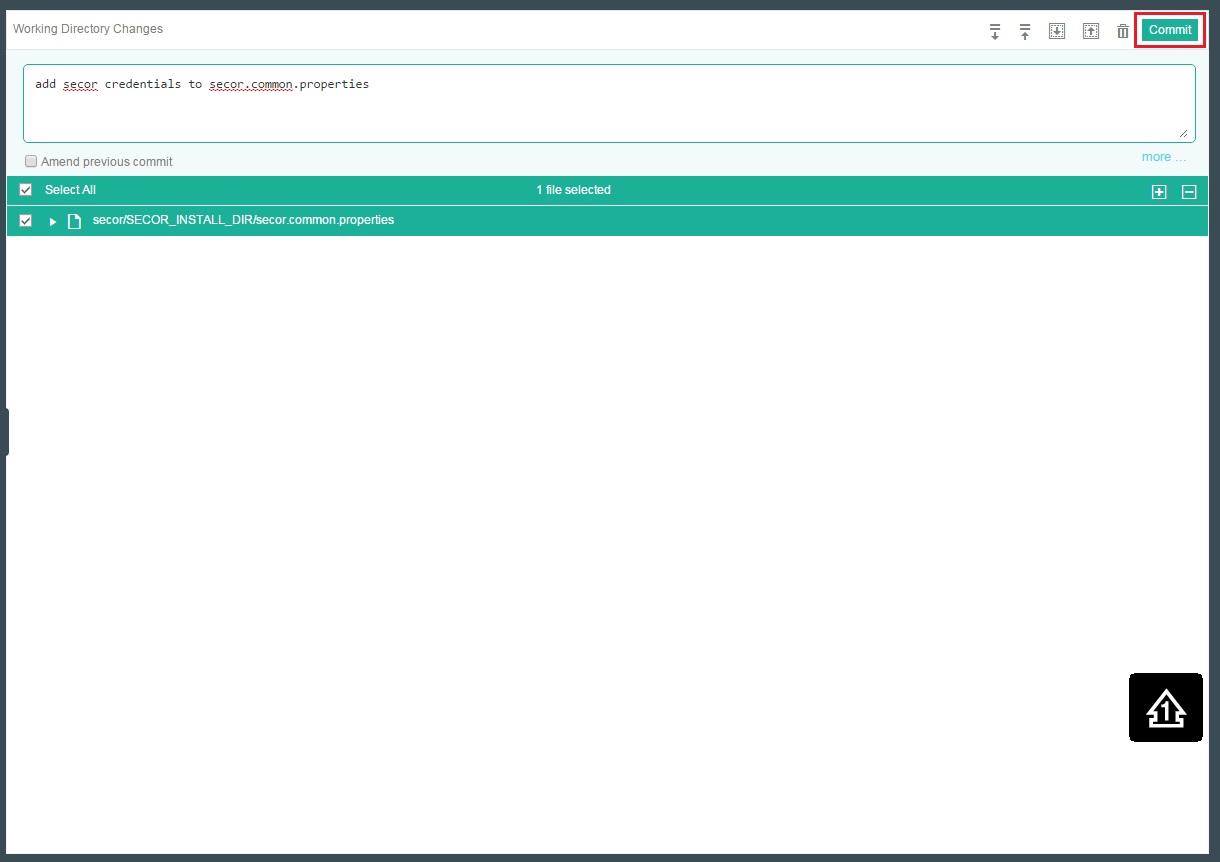 Working Directory Changes
Commit
add secor credentials to secor.common.properties
Amend previous commit
more ...
Select All
1 file selected
secor/SECOR_INSTALL_DIR/secor.common.properties
1